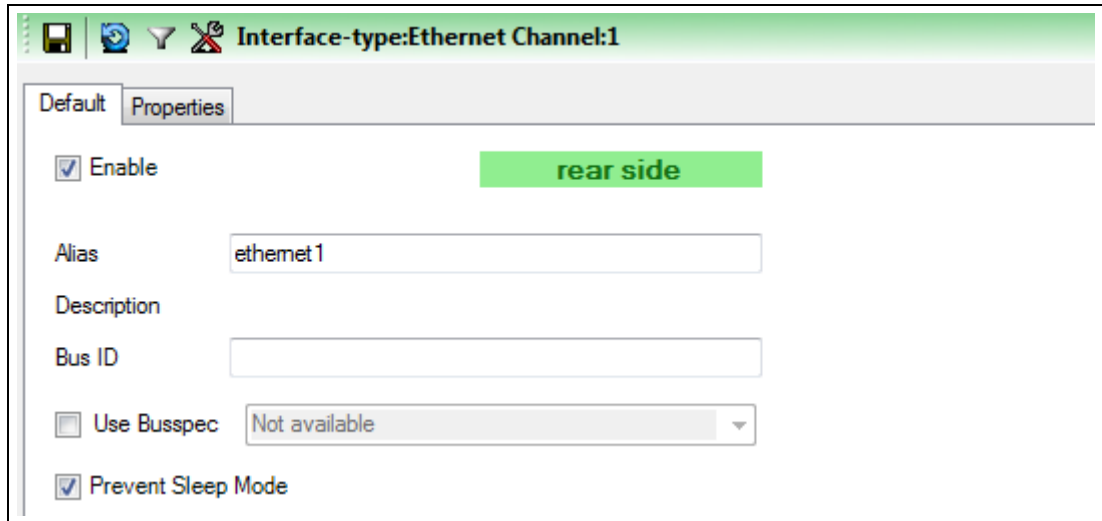 Interface-type:Ethernet Channel:1
Default Properties
Enable rear side
Alias ethernet1
Description
Bus ID
Use Busspec Not available
Prevent Sleep Mode